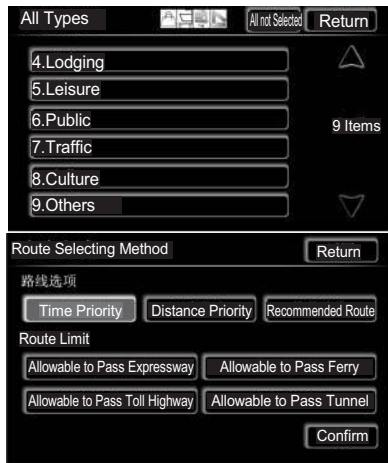 All Types All not Selected Return
4.Lodging
5.Leisure
6.Public
9 Items
7.Traffic
8.Culture
9.Others
Route Selecting Method Return
路线选项
Time Priority Distance Priority Recommended Route
Route Limit
Allowable to Pass Expressway Allowable to Pass Ferry
Allowable to Pass Toll Highway Allowable to Pass Tunnel
Confirm